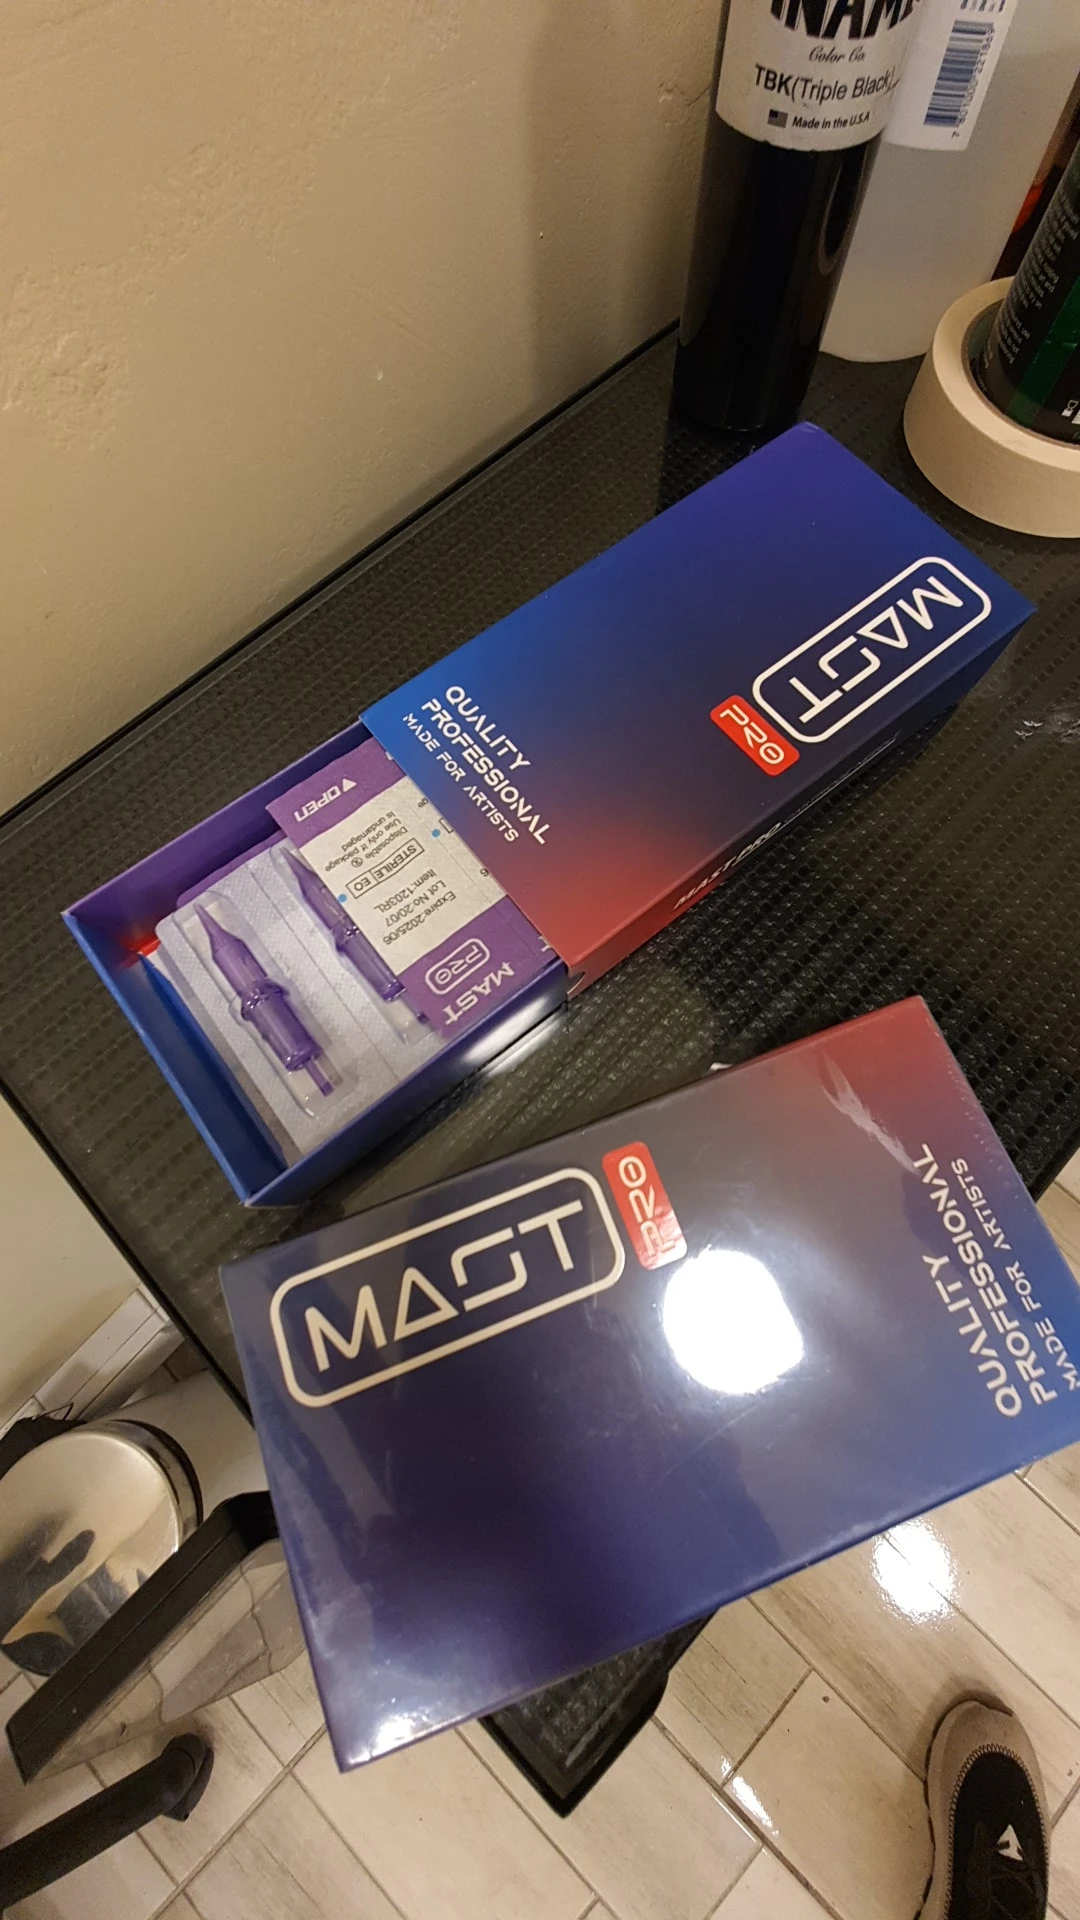 INAM
Color Co.
TBK(Triple Black)
Made in the U.S.A
MAST
PRO
QUALITY
PROFESSIONAL
MADE FOR ARTISTS
MAST PRO
OPEN
is undamaged
Use only if package
Disposable
STERILE EO
Item:1203RL
Lot No:20/07
Expire:2025/06
MAST
PRO
MAST
PRO
QUALITY
PROFESSIONAL
MADE FOR ARTISTS